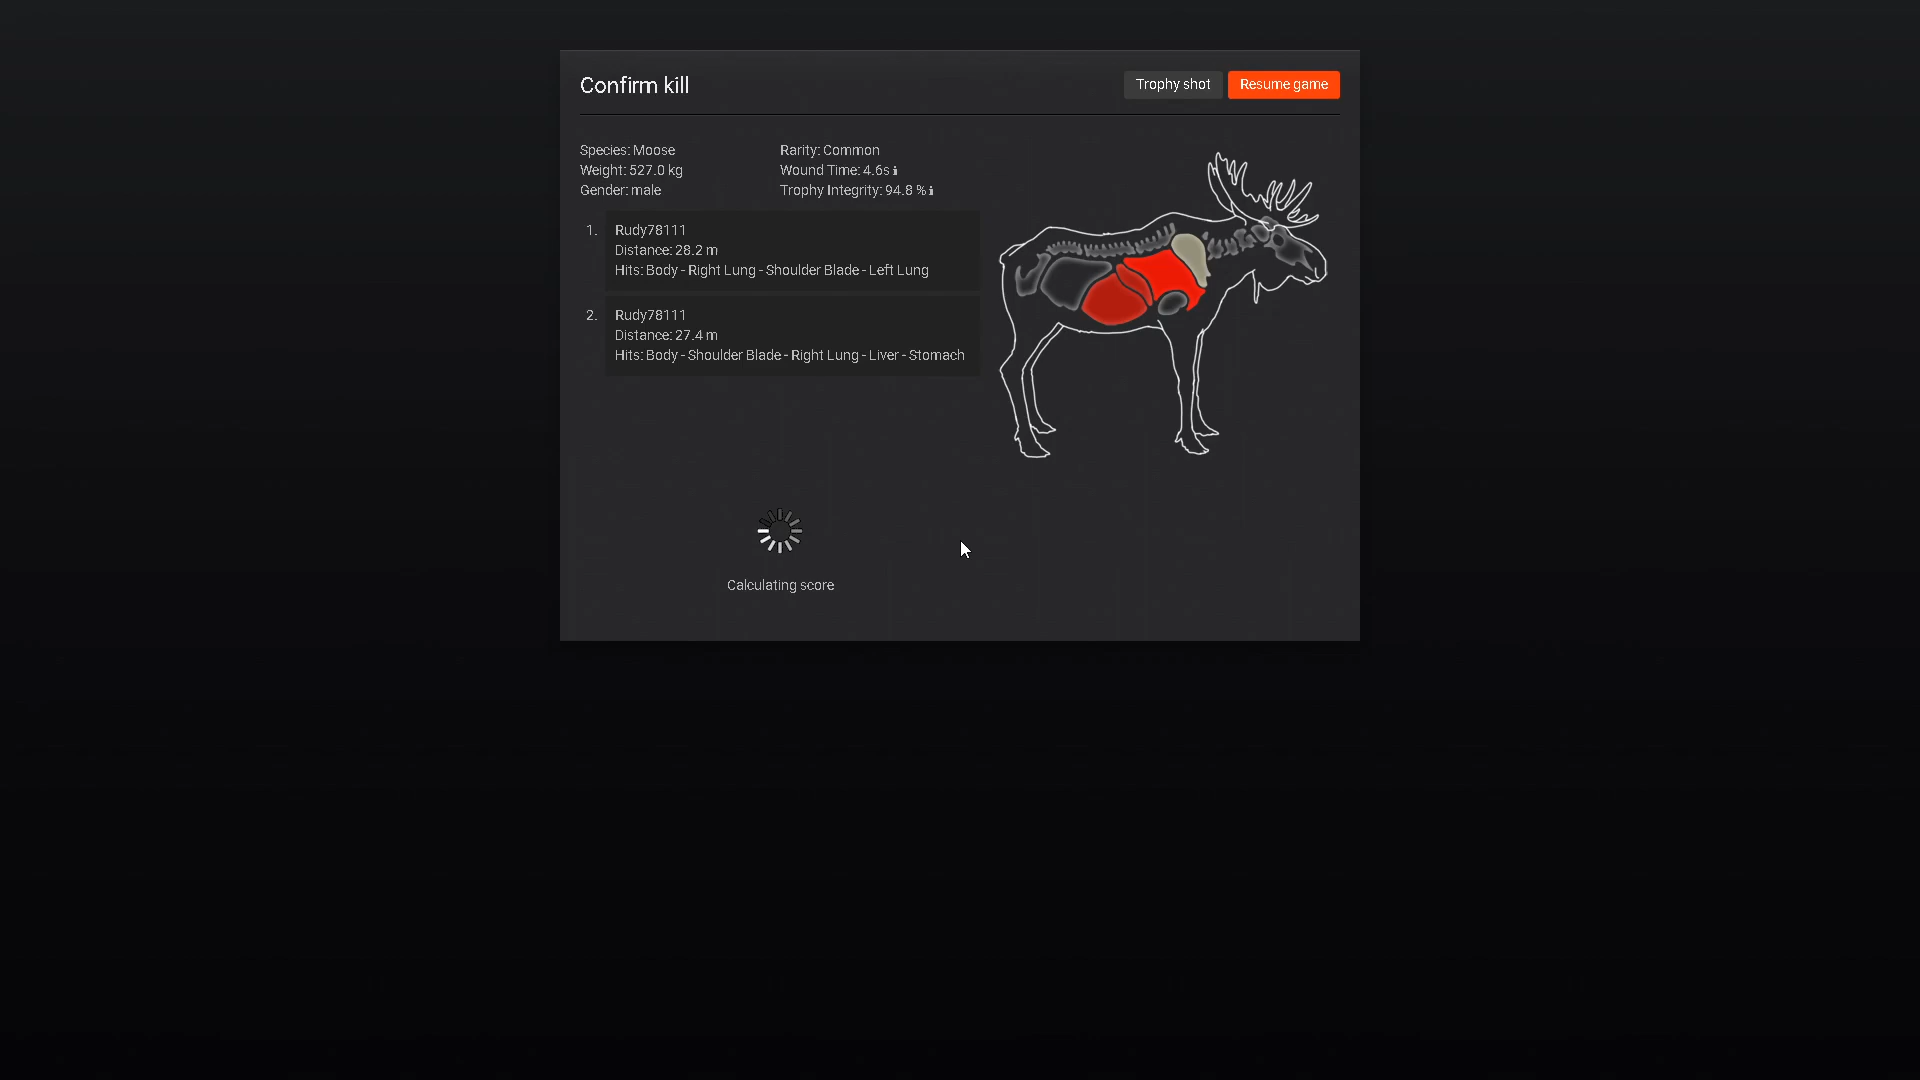 Confirm kill
Trophy shot
Resume game
Species: Moose
Weight: 527.0 kg
Gender: male
Rarity: Common
Wound Time: 4.6s
Trophy Integrity: 94.8 %
1.
Rudy78111
Distance: 28.2 m
Hits: Body - Right Lung - Shoulder Blade - Left Lung
2.
Rudy78111
Distance: 27.4 m
Hits: Body - Shoulder Blade - Right Lung - Liver - Stomach
Calculating score